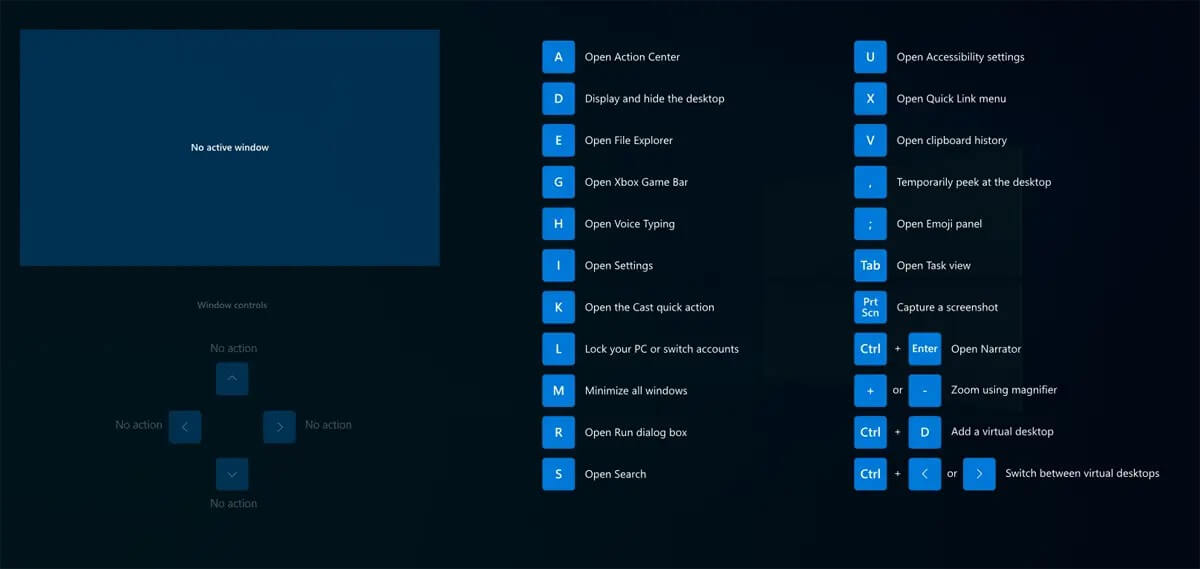 No active window
Window controls
No action
No action
No action
No action
A Open Action Center
D Display and hide the desktop
E Open File Explorer
G Open Xbox Game Bar
H Open Voice Typing
I Open Settings
K Open the Cast quick action
L Lock your PC or switch accounts
M Minimize all windows
R Open Run dialog box
S Open Search
U Open Accessibility settings
X Open Quick Link menu
V Open clipboard history
, Temporarily peek at the desktop
; Open Emoji panel
Tab Open Task view
Prt
Scn Capture a screenshot
Ctrl + Enter Open Narrator
+ or - Zoom using magnifier
Ctrl + D Add a virtual desktop
Ctrl + < or > Switch between virtual desktops